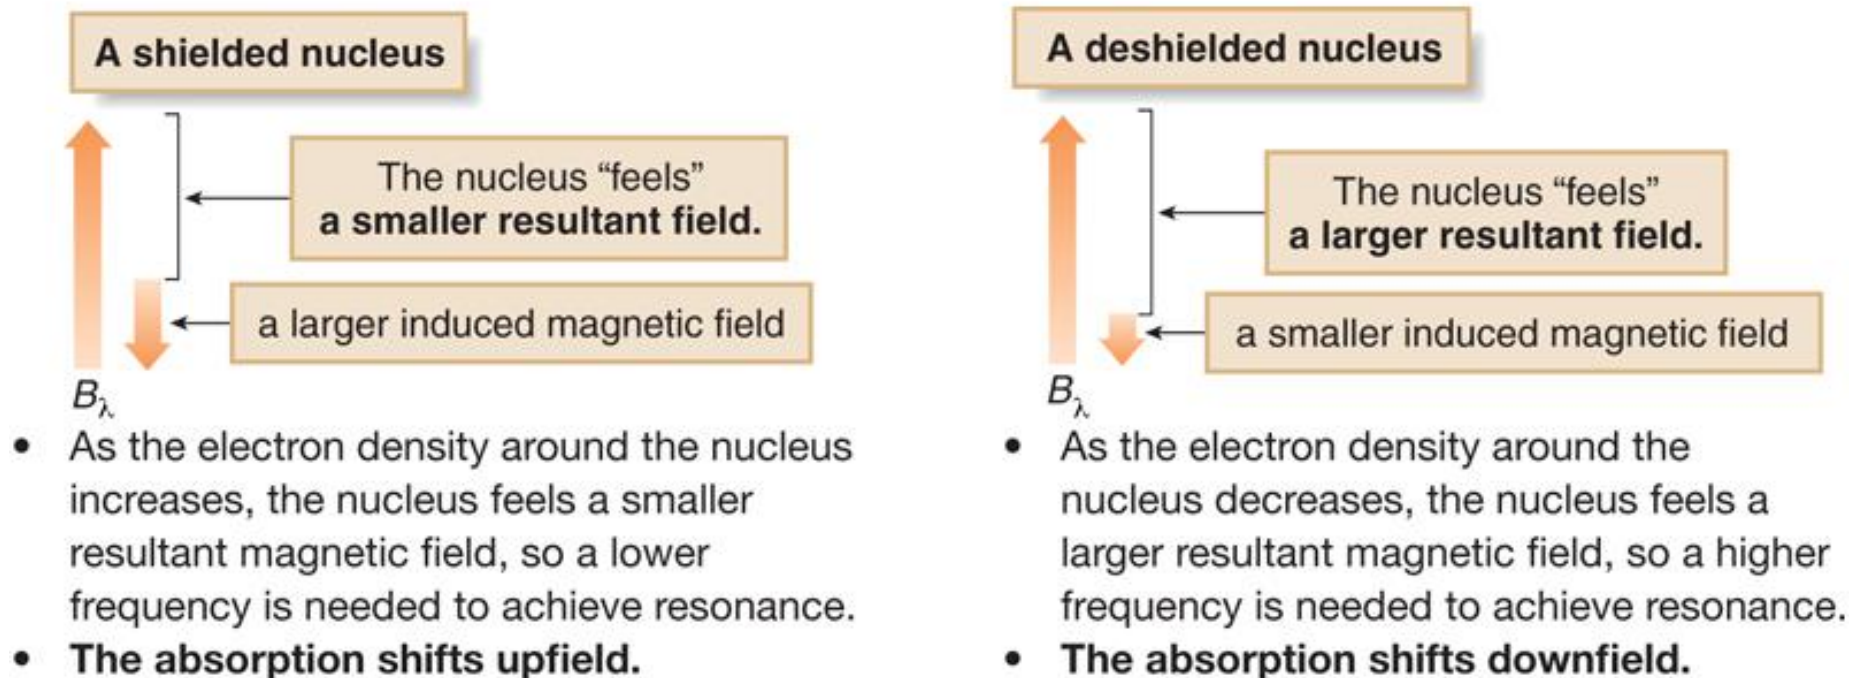 A shielded nucleus
The nucleus “feels”
a smaller resultant field.
a larger induced magnetic field
Bλ
• As the electron density around the nucleus
increases, the nucleus feels a smaller
resultant magnetic field, so a lower
frequency is needed to achieve resonance.
• The absorption shifts upfield.
A deshielded nucleus
The nucleus “feels”
a larger resultant field.
a smaller induced magnetic field
Bλ
• As the electron density around the
nucleus decreases, the nucleus feels a
larger resultant magnetic field, so a higher
frequency is needed to achieve resonance.
• The absorption shifts downfield.